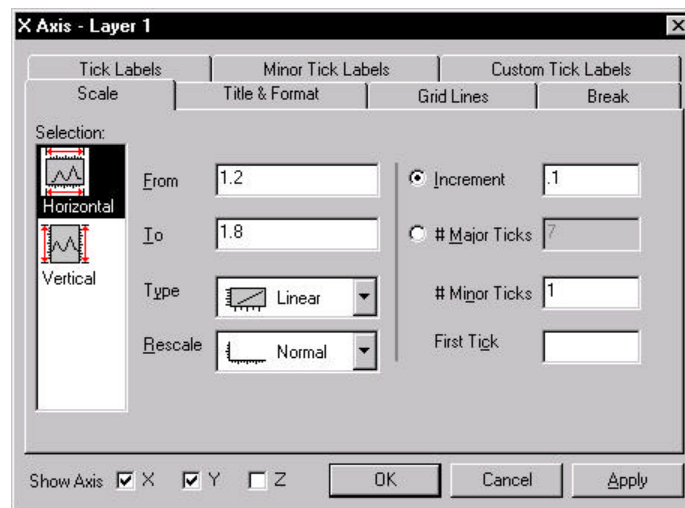 X Axis - Layer 1
Tick Labels Minor Tick Labels Custom Tick Labels
Scale Title & Format Grid Lines Break
Selection:
Horizontal
Vertical
From 1.2
To 1.8
Type Linear
Rescale Normal
Increment .1
# Major Ticks 7
# Minor Ticks 1
First Tick
Show Axis X Y Z OK Cancel Apply